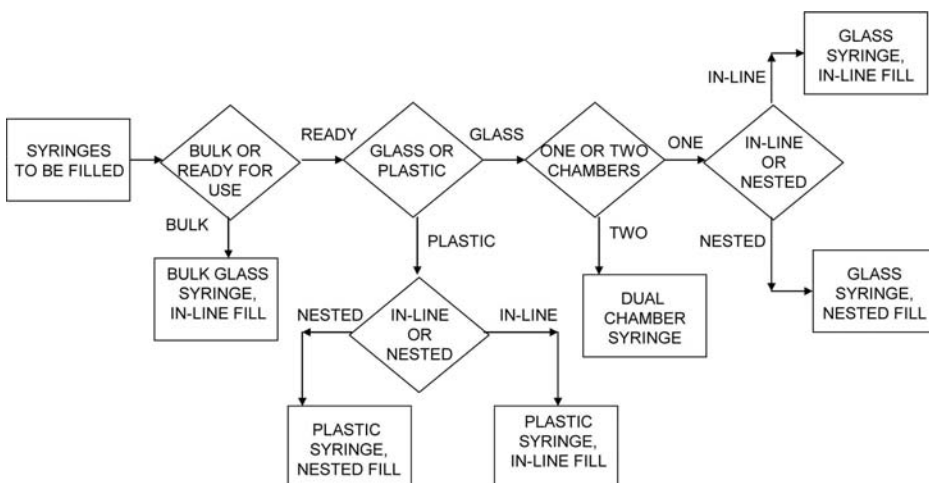 GLASS
SYRINGE,
IN-LINE FILL
IN-LINE
READY
GLASS
SYRINGES
TO BE FILLED
BULK OR
READY FOR
USE
GLASS OR
PLASTIC
ONE OR TWO
CHAMBERS
ONE
IN-LINE
OR
NESTED
BULK
PLASTIC
TWO
NESTED
BULK GLASS
SYRINGE,
IN-LINE FILL
GLASS
SYRINGE,
NESTED FILL
NESTED
IN-LINE
OR
NESTED
IN-LINE
DUAL
CHAMBER
SYRINGE
PLASTIC
SYRINGE,
NESTED FILL
PLASTIC
SYRINGE,
IN-LINE FILL